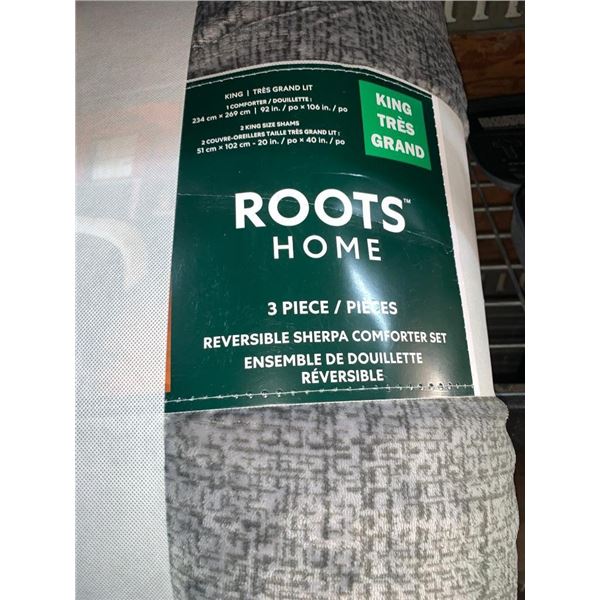 KING | TRÈS GRAND LIT
1 COMFORTER / DOUILLETTE :
234 cm × 269 cm | 92 in. / po × 106 in. / po
2 KING SIZE SHAMS
2 COUVRE-OREILLERS TAILLE TRÈS GRAND LIT :
51 cm × 102 cm - 20 in. / po × 40 in. / po
KING
TRÈS
GRAND
ROOTS™
HOME
3 PIECE / PIÈCES
REVERSIBLE SHERPA COMFORTER SET
ENSEMBLE DE DOUILLETTE
RÉVERSIBLE